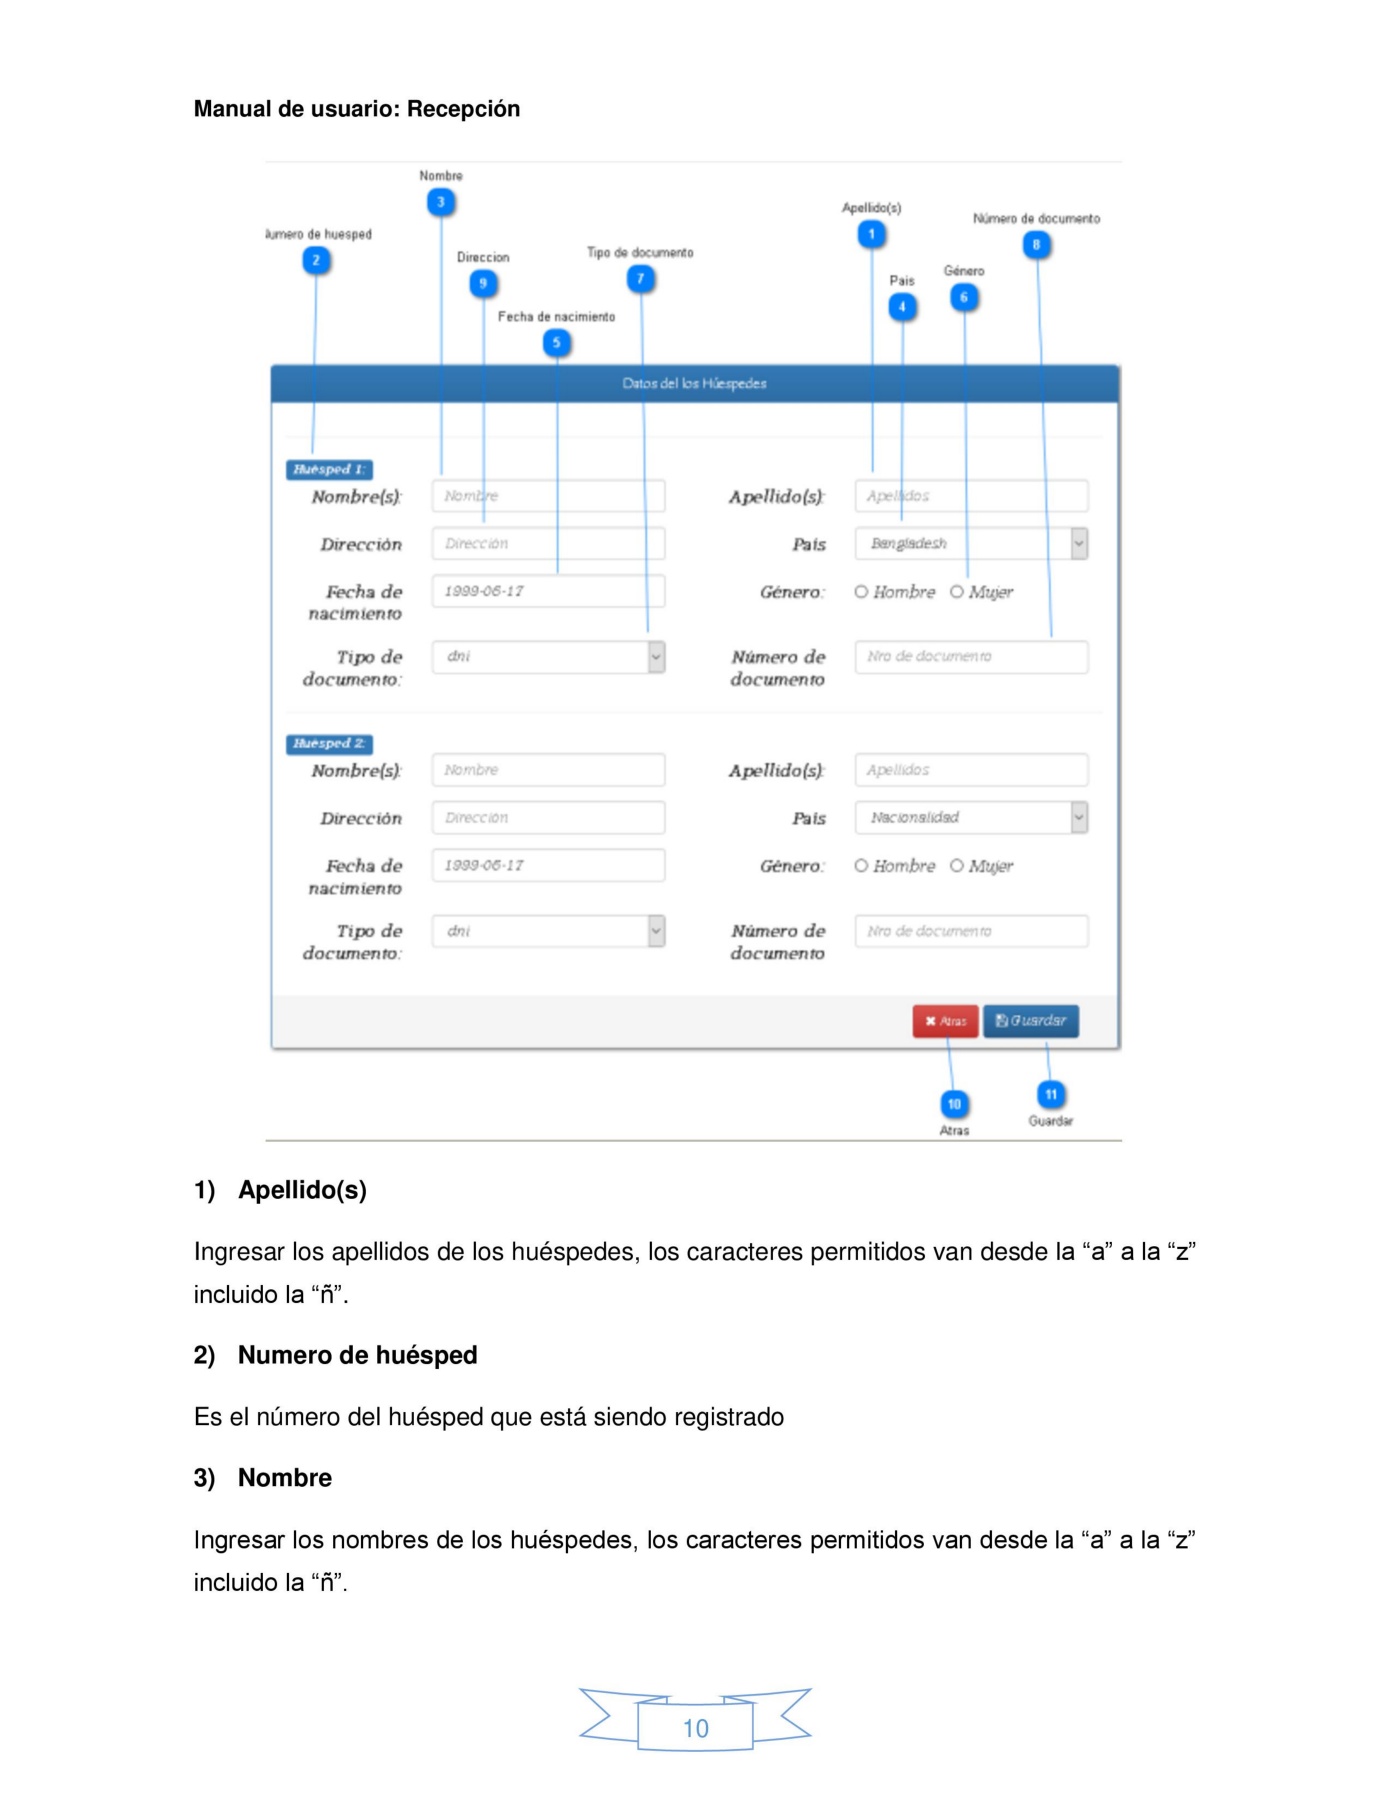 Manual de usuario: Recepción
Nombre
3
Apellido(s)
1
Número de documento
8
Numero de huesped
2
Direccion
9
Tipo de documento
7
Género
6
Pais
4
Fecha de nacimiento
5
Datos del los Húespedes
Huésped 1:
Nombre(s): Nombre Apellido(s): Apellidos
Dirección Dirección País Bangladesh
Fecha de nacimiento 1999-06-17 Género: Hombre Mujer
Tipo de documento: dni Número de documento Nro de documento
Huésped 2:
Nombre(s): Nombre Apellido(s): Apellidos
Dirección Dirección País Nacionalidad
Fecha de nacimiento 1999-06-17 Género: Hombre Mujer
Tipo de documento: dni Número de documento Nro de documento
Atras Guardar
10
Atras
11
Guardar
1) Apellido(s)
Ingresar los apellidos de los huéspedes, los caracteres permitidos van desde la “a” a la “z”
incluido la “ñ”.
2) Numero de huésped
Es el número del huésped que está siendo registrado
3) Nombre
Ingresar los nombres de los huéspedes, los caracteres permitidos van desde la “a” a la “z”
incluido la “ñ”.
10